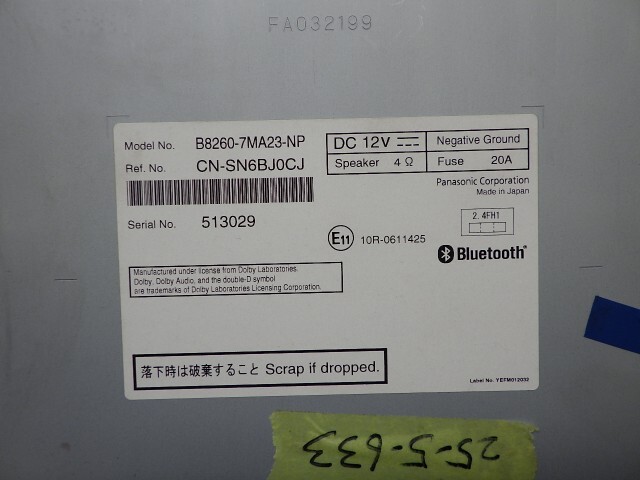 FA032199
Model No. B8260-7MA23-NP
Ref. No. CN-SN6BJ0CJ
Serial No. 513029
DC 12V
Negative Ground
Speaker 4 Ω
Fuse 20A
Panasonic Corporation
Made in Japan
2.4FH1
E11 10R-0611425
Bluetooth®
Manufactured under license from Dolby Laboratories.
Dolby, Dolby Audio, and the double-D symbol
are trademarks of Dolby Laboratories Licensing Corporation.
落下時は破棄すること Scrap if dropped.
Label No. YEFM012032
25-5-633